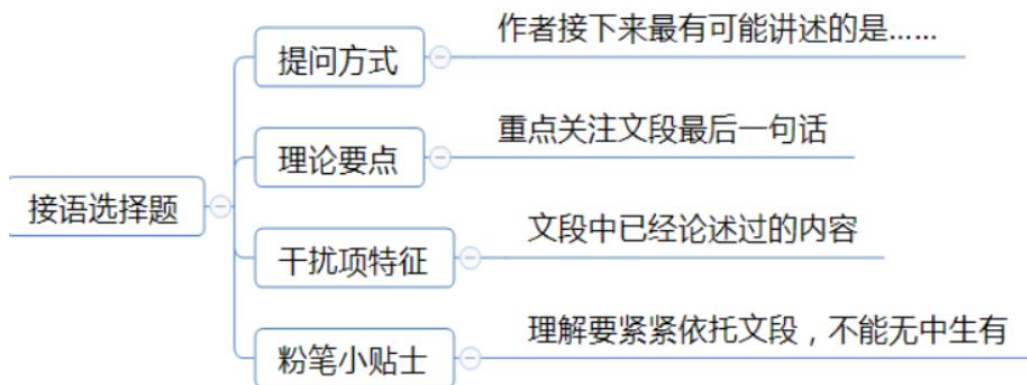 作者接下来最有可能讲述的是……
提问方式
重点关注文段最后一句话
理论要点
接语选择题
文段中已经论述过的内容
干扰项特征
理解要紧紧依托文段，不能无中生有
粉笔小贴士